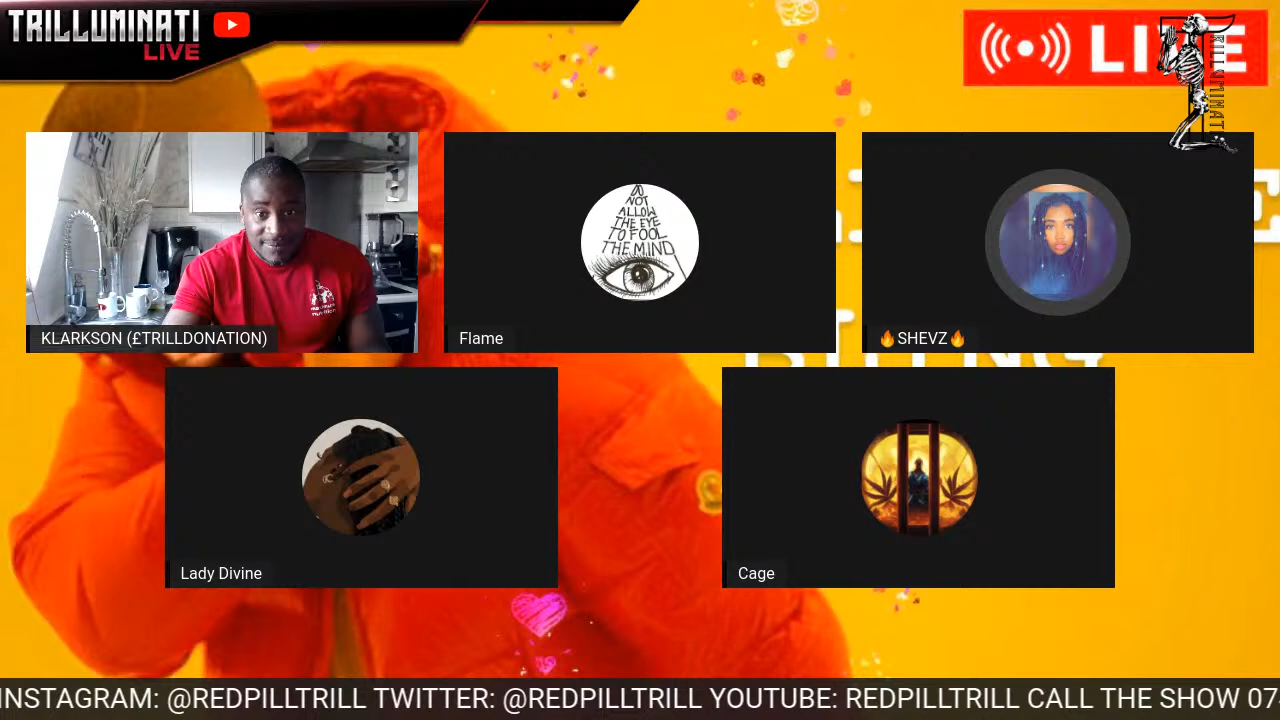 TRILLUMINATI
LIVE
LIVE
TRILLUMINATI
DO
NOT
ALLOW
THE EYE
TO FOOL
THE MIND
KLARKSON (£TRILLDONATION)
Flame
🔥SHEVZ🔥
Lady Divine
Cage
INSTAGRAM: @REDPILLTRILL TWITTER: @REDPILLTRILL YOUTUBE: REDPILLTRILL CALL THE SHOW 07